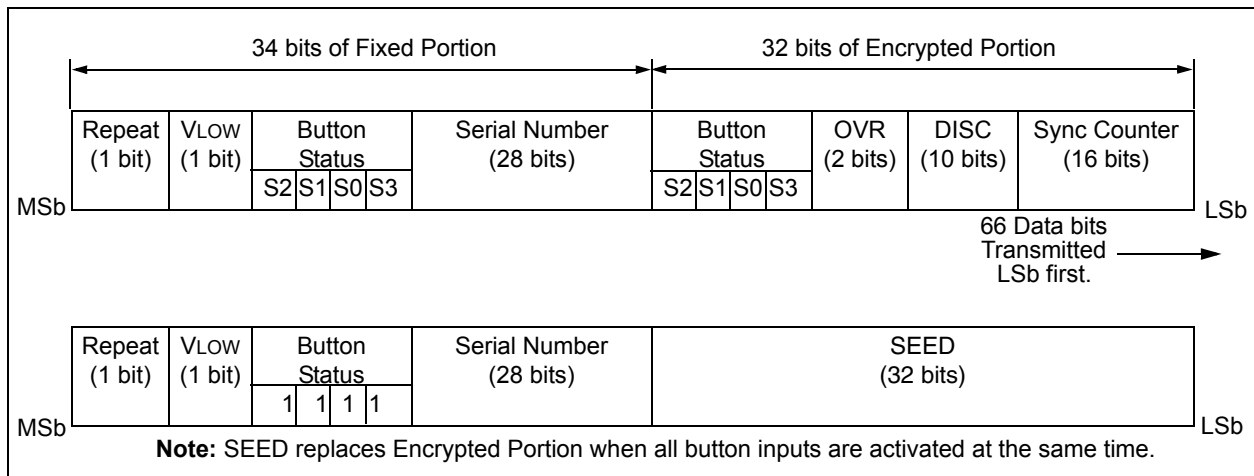 34 bits of Fixed Portion 32 bits of Encrypted Portion
Repeat VLOW Button Serial Number Button OVR DISC Sync Counter
(1 bit) (1 bit) Status (28 bits) Status (2 bits) (10 bits) (16 bits)
S2 S1 S0 S3 S2 S1 S0 S3
MSb LSb
66 Data bits
Transmitted
LSb first.
Repeat VLOW Button Serial Number SEED
(1 bit) (1 bit) Status (28 bits) (32 bits)
1 1 1 1
MSb LSb
Note: SEED replaces Encrypted Portion when all button inputs are activated at the same time.